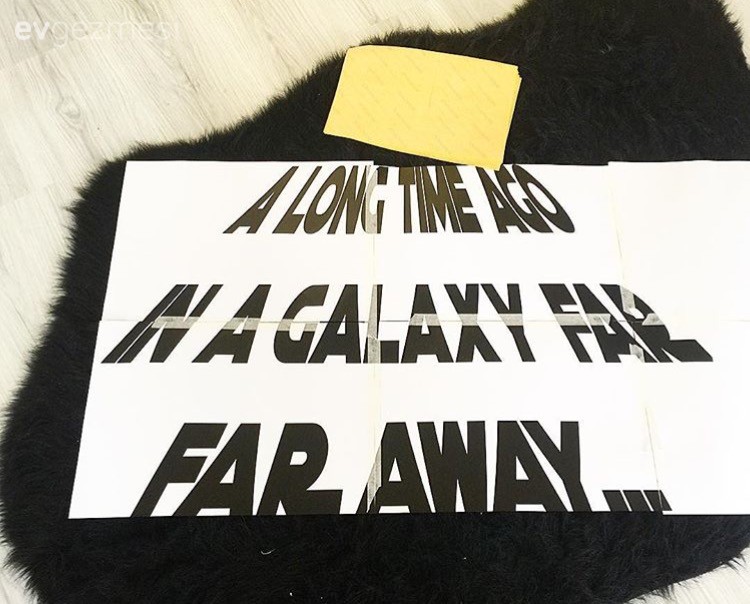 evgezmesi
A LONG TIME AGO
IN A GALAXY FAR
FAR AWAY...